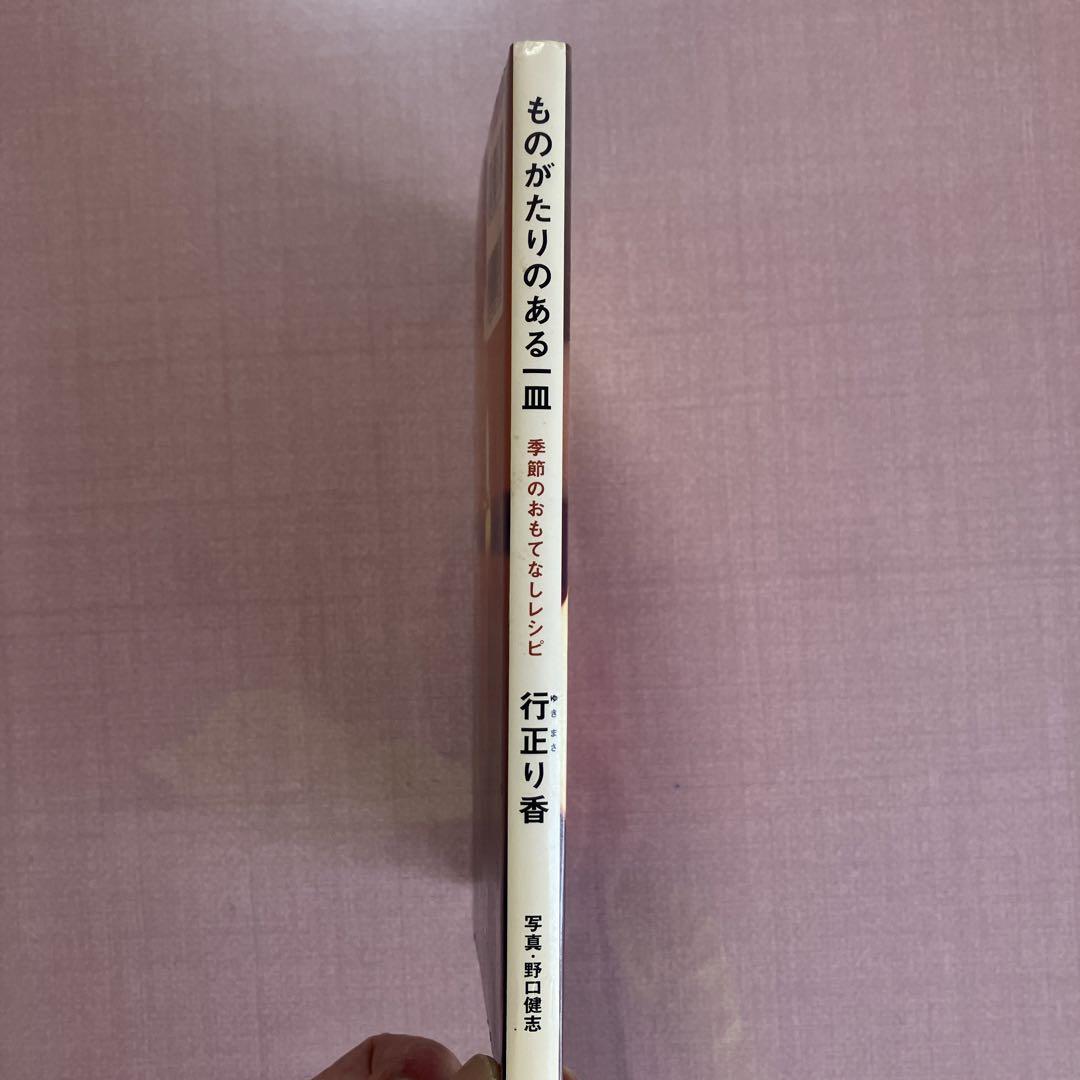 ものがたりのある一皿
季節のおもてなしレシピ
ゆきまさ
行正り香
写真・野口健志